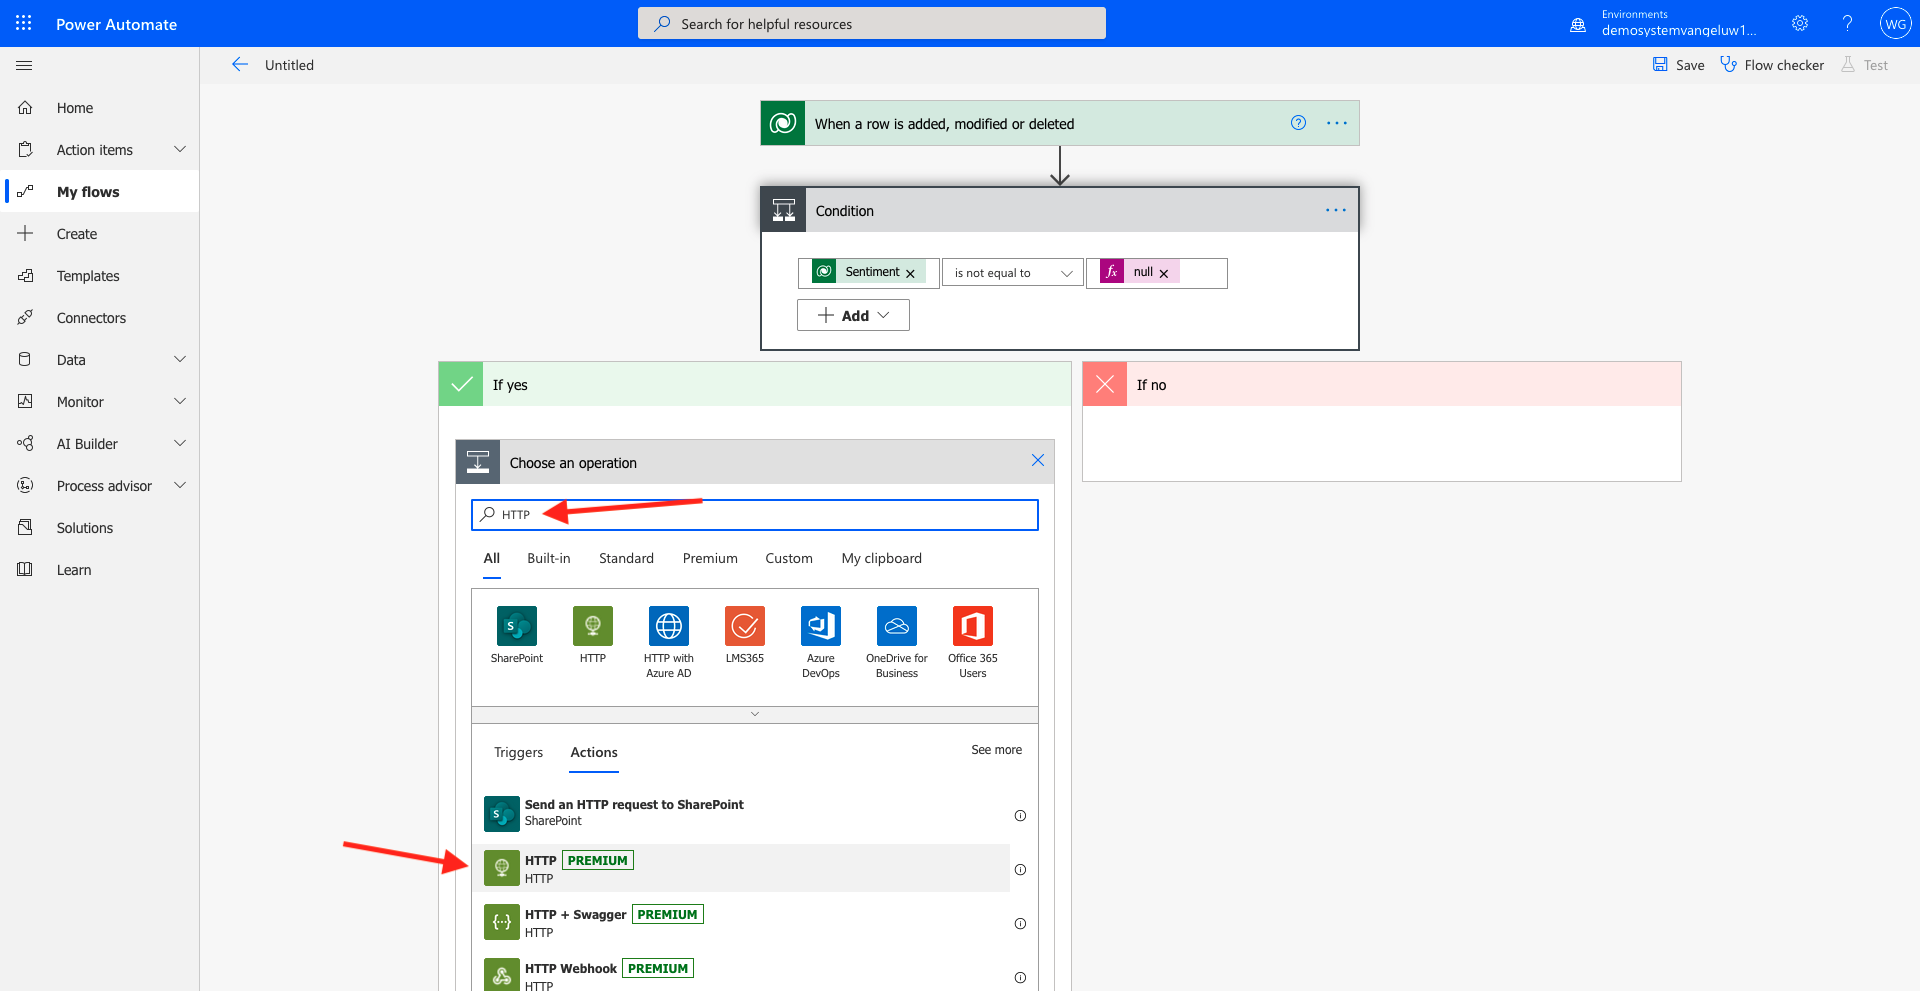 Power Automate
Search for helpful resources
Environments
demosystemvangeluw1...
WG
Untitled
Save
Flow checker
Test
Home
Action items
My flows
Create
Templates
Connectors
Data
Monitor
AI Builder
Process advisor
Solutions
Learn
When a row is added, modified or deleted
Condition
Sentiment
is not equal to
fx
null
Add
If yes
If no
Choose an operation
HTTP
All
Built-in
Standard
Premium
Custom
My clipboard
SharePoint
HTTP
HTTP with
Azure AD
LMS365
Azure
DevOps
OneDrive for
Business
Office 365
Users
Triggers
Actions
See more
Send an HTTP request to SharePoint
SharePoint
HTTP PREMIUM
HTTP
HTTP + Swagger PREMIUM
HTTP
HTTP Webhook PREMIUM
HTTP